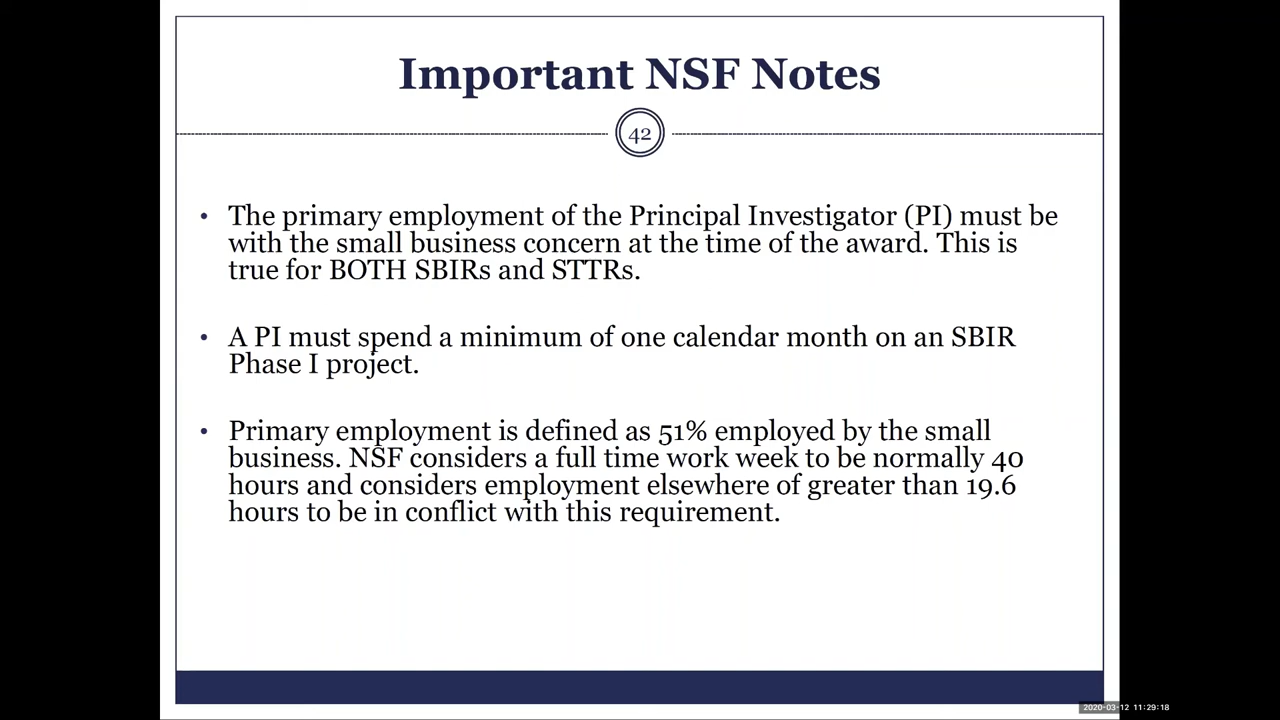 Important NSF Notes
42
• The primary employment of the Principal Investigator (PI) must be
with the small business concern at the time of the award. This is
true for BOTH SBIRs and STTRs.
• A PI must spend a minimum of one calendar month on an SBIR
Phase I project.
• Primary employment is defined as 51% employed by the small
business. NSF considers a full time work week to be normally 40
hours and considers employment elsewhere of greater than 19.6
hours to be in conflict with this requirement.
2020-03-12 11:29:18